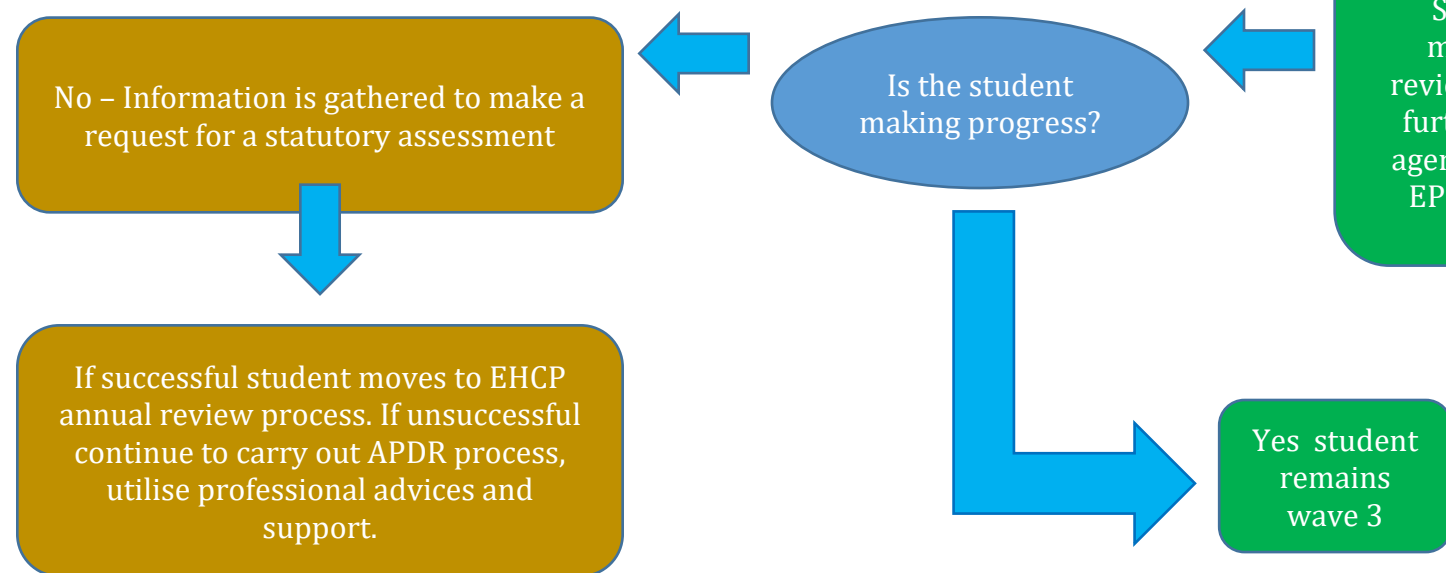 No – Information is gathered to make a
request for a statutory assessment
Is the student
making progress?
If successful student moves to EHCP
annual review process. If unsuccessful
continue to carry out APDR process,
utilise professional advices and
support.
Yes  student
remains
wave 3